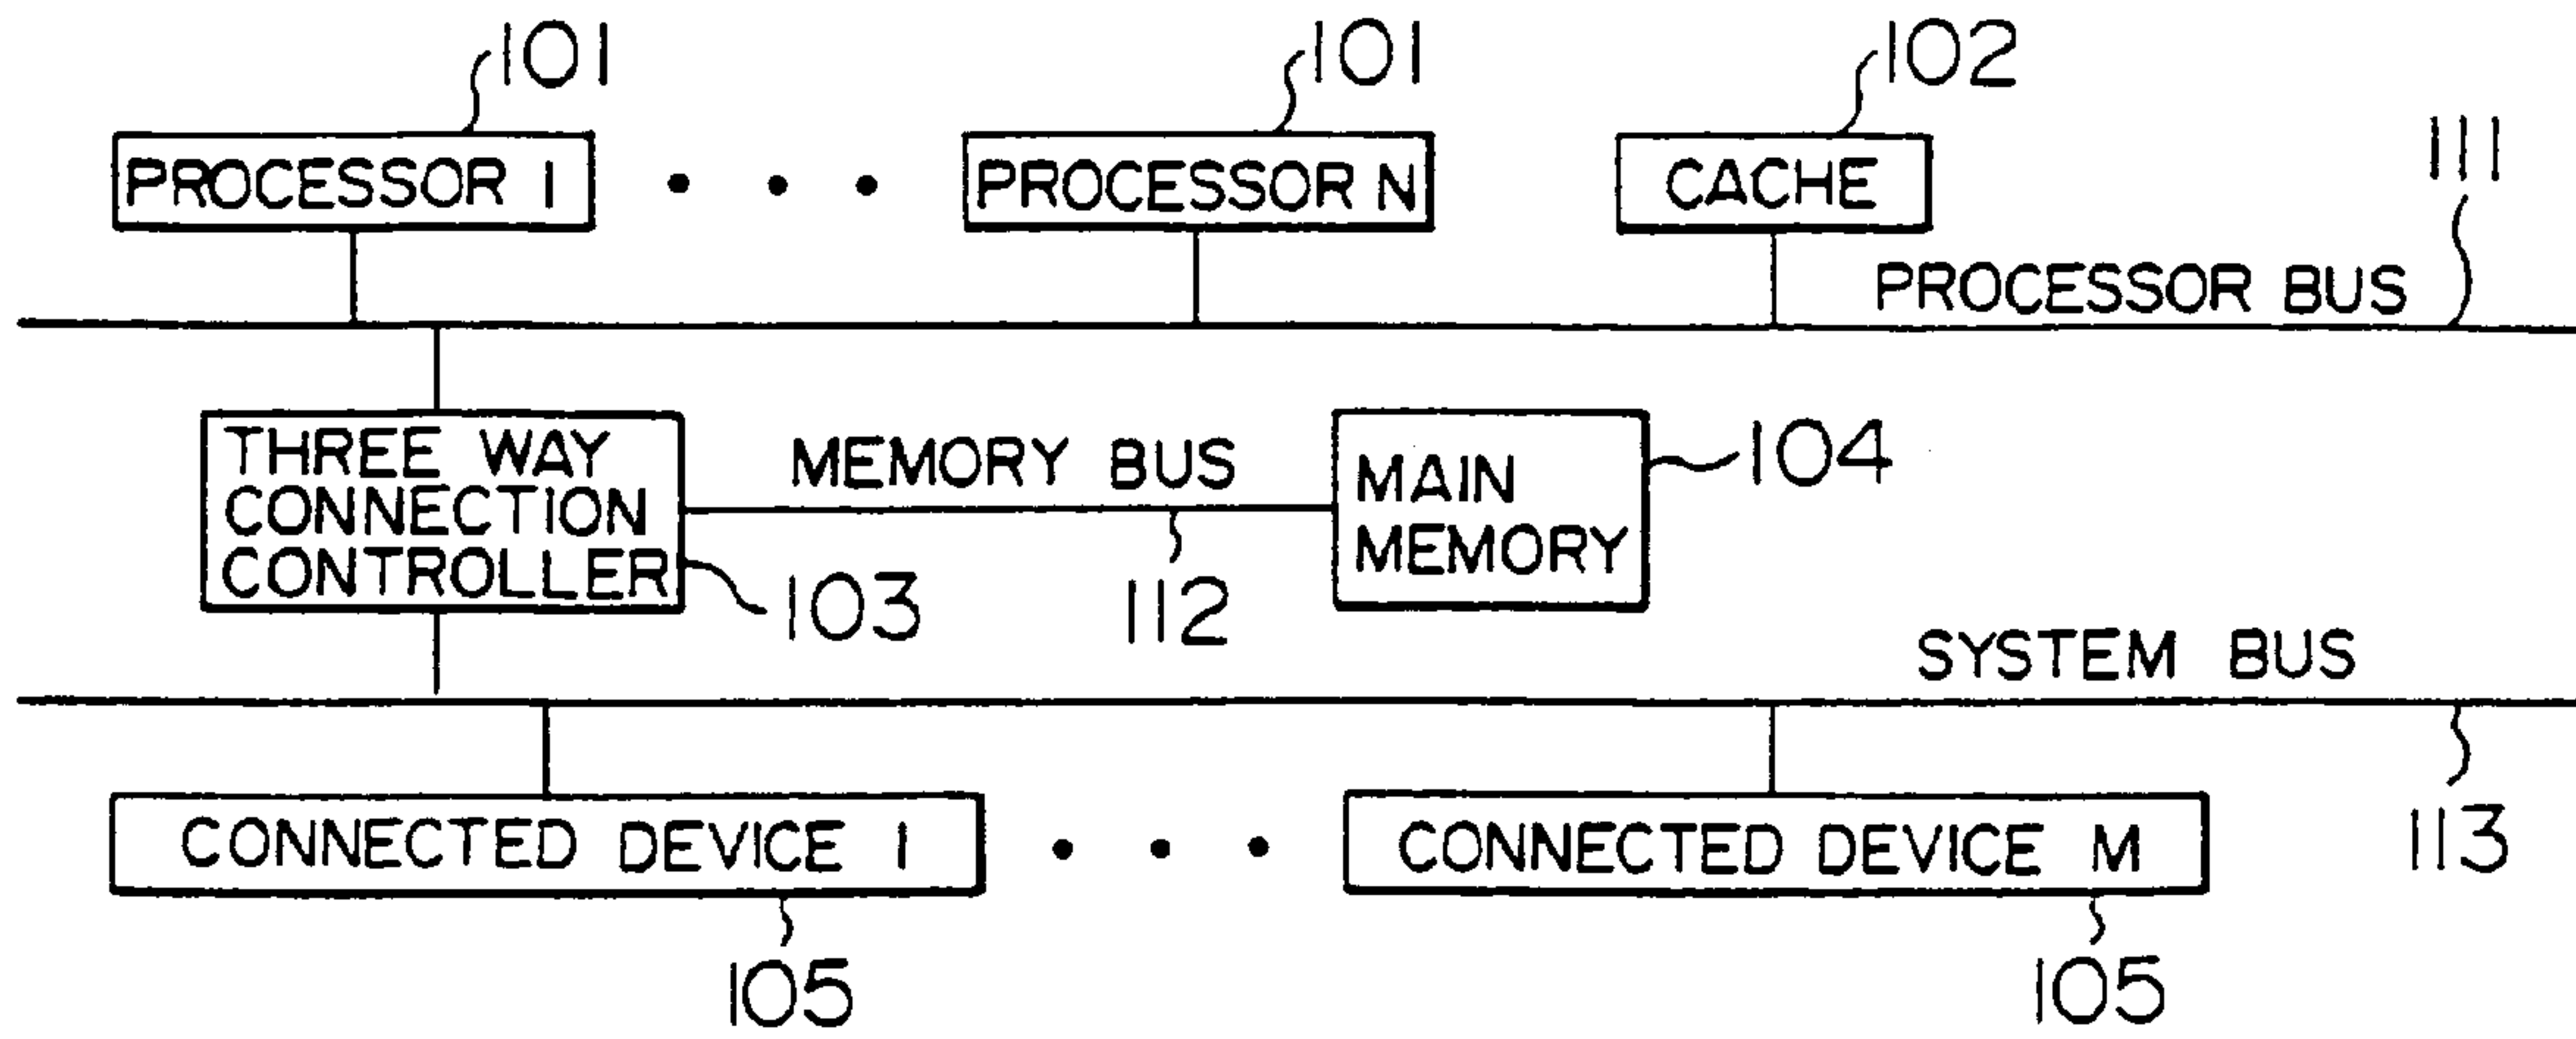 101
101
102
PROCESSOR 1
PROCESSOR N
CACHE
111
PROCESSOR BUS
THREE WAY
CONNECTION
CONTROLLER
103
MEMORY BUS
112
MAIN
MEMORY
104
SYSTEM BUS
113
CONNECTED DEVICE 1
CONNECTED DEVICE M
105
105